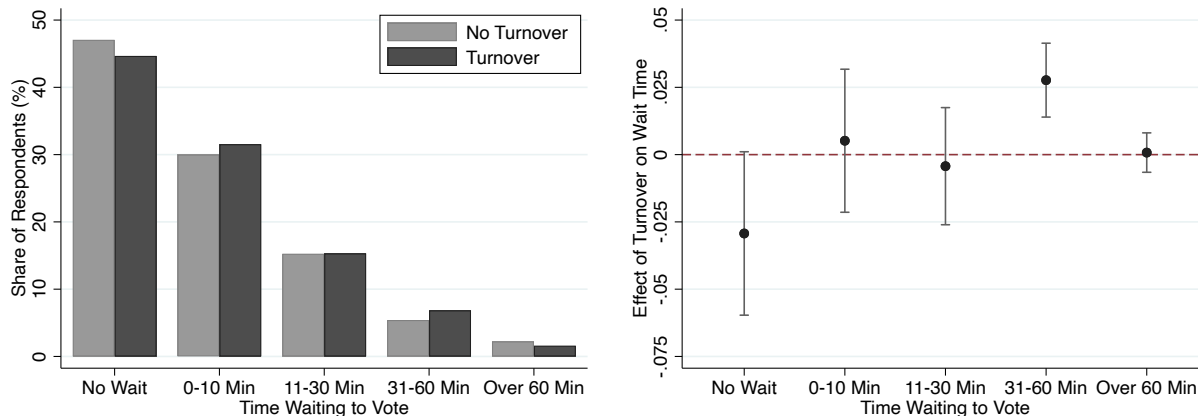 Share of Respondents (%)
50
40
30
20
10
0
No Turnover
Turnover
No Wait 0-10 Min 11-30 Min 31-60 Min Over 60 Min
Time Waiting to Vote
Effect of Turnover on Wait Time
.05
.025
0
-.025
-.05
-.075
No Wait 0-10 Min 11-30 Min 31-60 Min Over 60 Min
Time Waiting to Vote